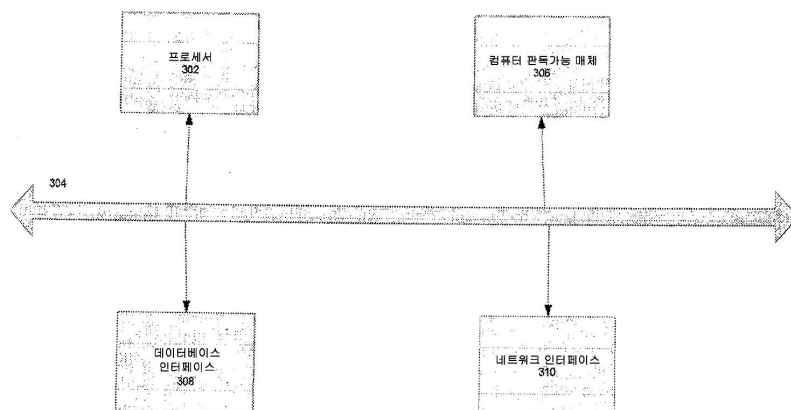 프로세서
302
컴퓨터 판독가능 매체
306
304
데이터베이스
인터페이스
308
네트워크 인터페이스
310